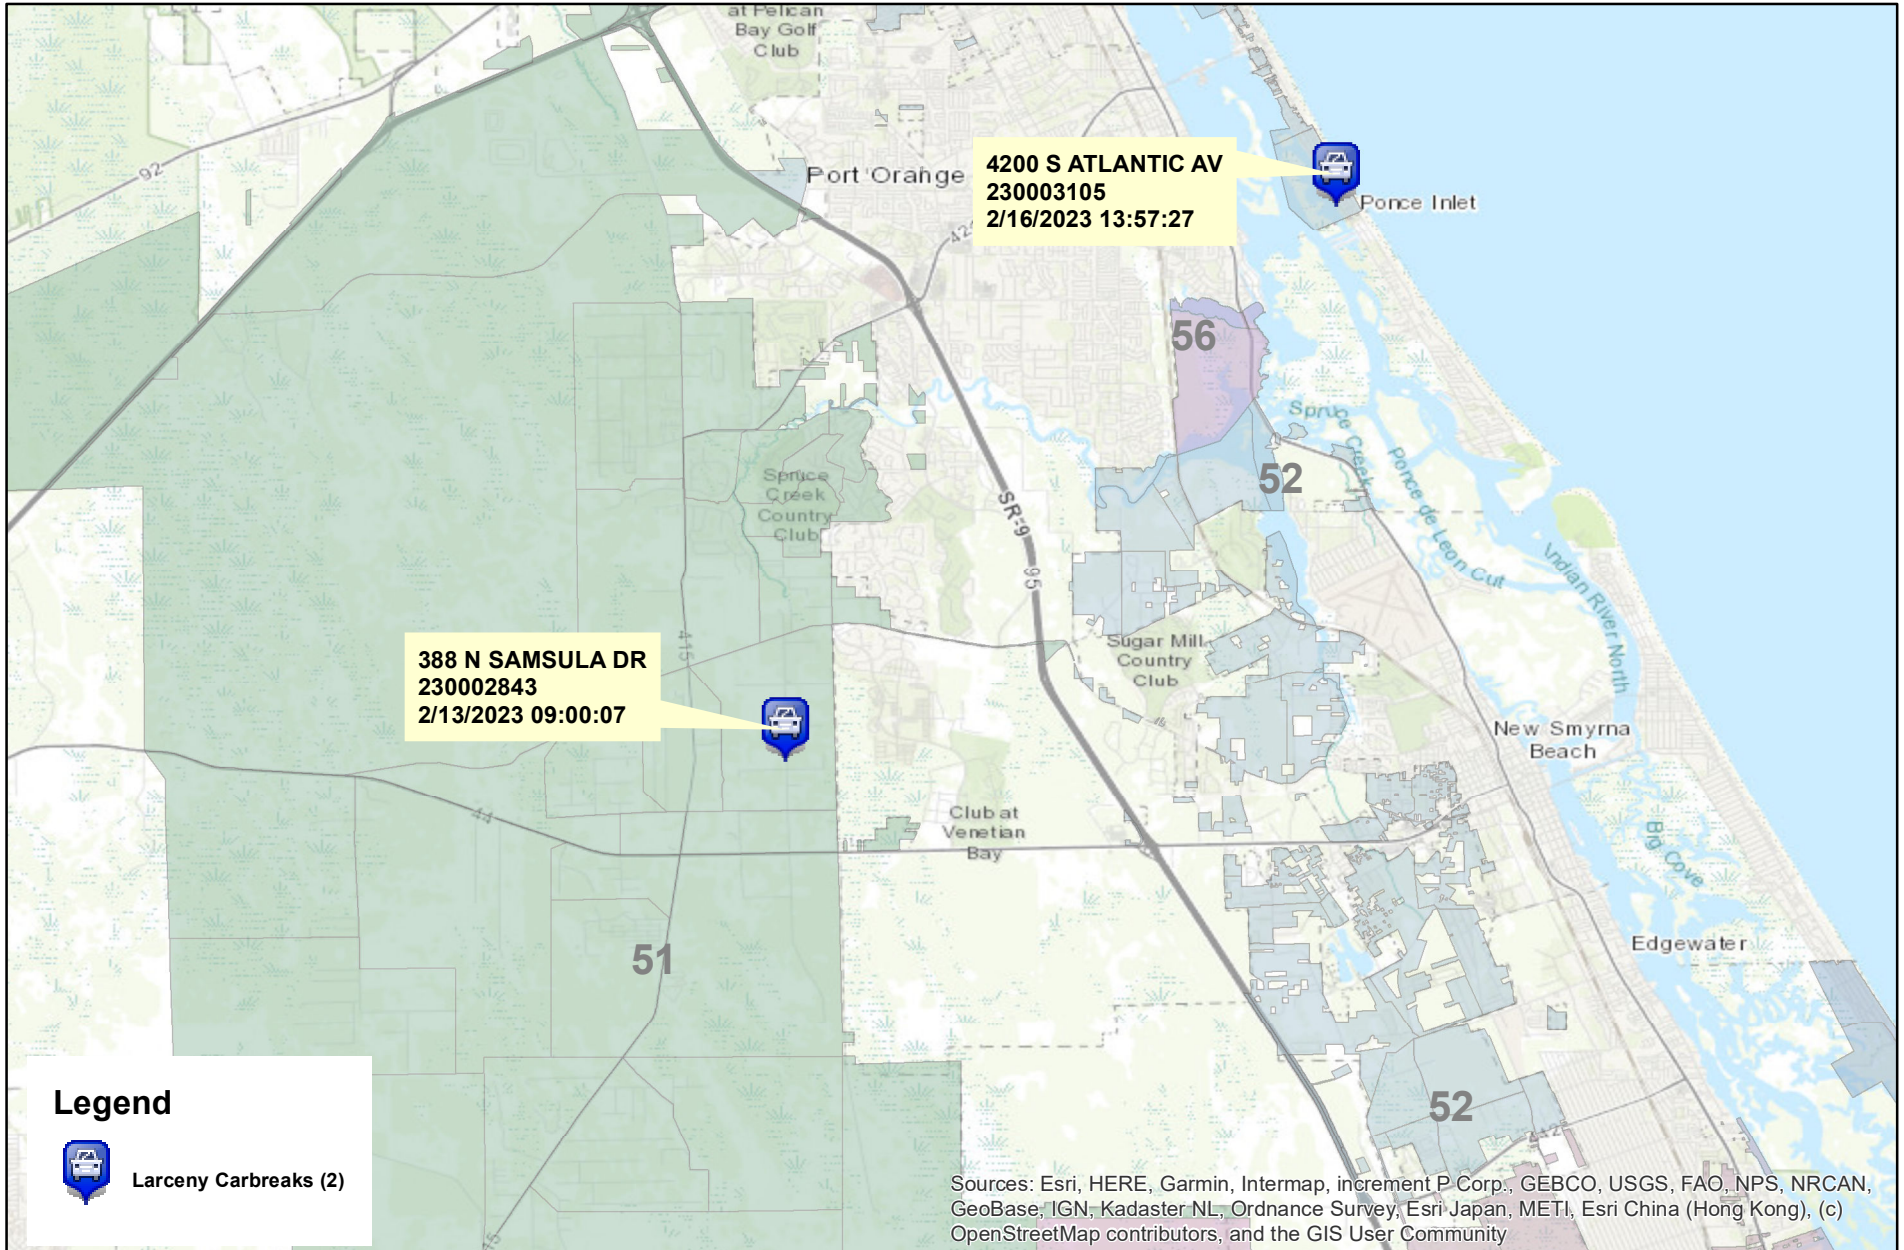 at Pelican
Bay Golf
Club
92
Port Orange
4200 S ATLANTIC AV
230003105
2/16/2023 13:57:27
Ponce Inlet
56
Spruce Creek
52
Ponce de Leon Cut
Spruce
Creek
Country
Club
SR-9
95
Indian River North
415
388 N SAMSULA DR
230002843
2/13/2023 09:00:07
Sugar Mill
Country
Club
New Smyrna
Beach
44
Club at
Venetian
Bay
Big Cove
51
Edgewater
52
442
Legend
Larceny Carbreaks (2)
Sources: Esri, HERE, Garmin, Intermap, increment P Corp., GEBCO, USGS, FAO, NPS, NRCAN,
GeoBase, IGN, Kadaster NL, Ordnance Survey, Esri Japan, METI, Esri China (Hong Kong), (c)
OpenStreetMap contributors, and the GIS User Community